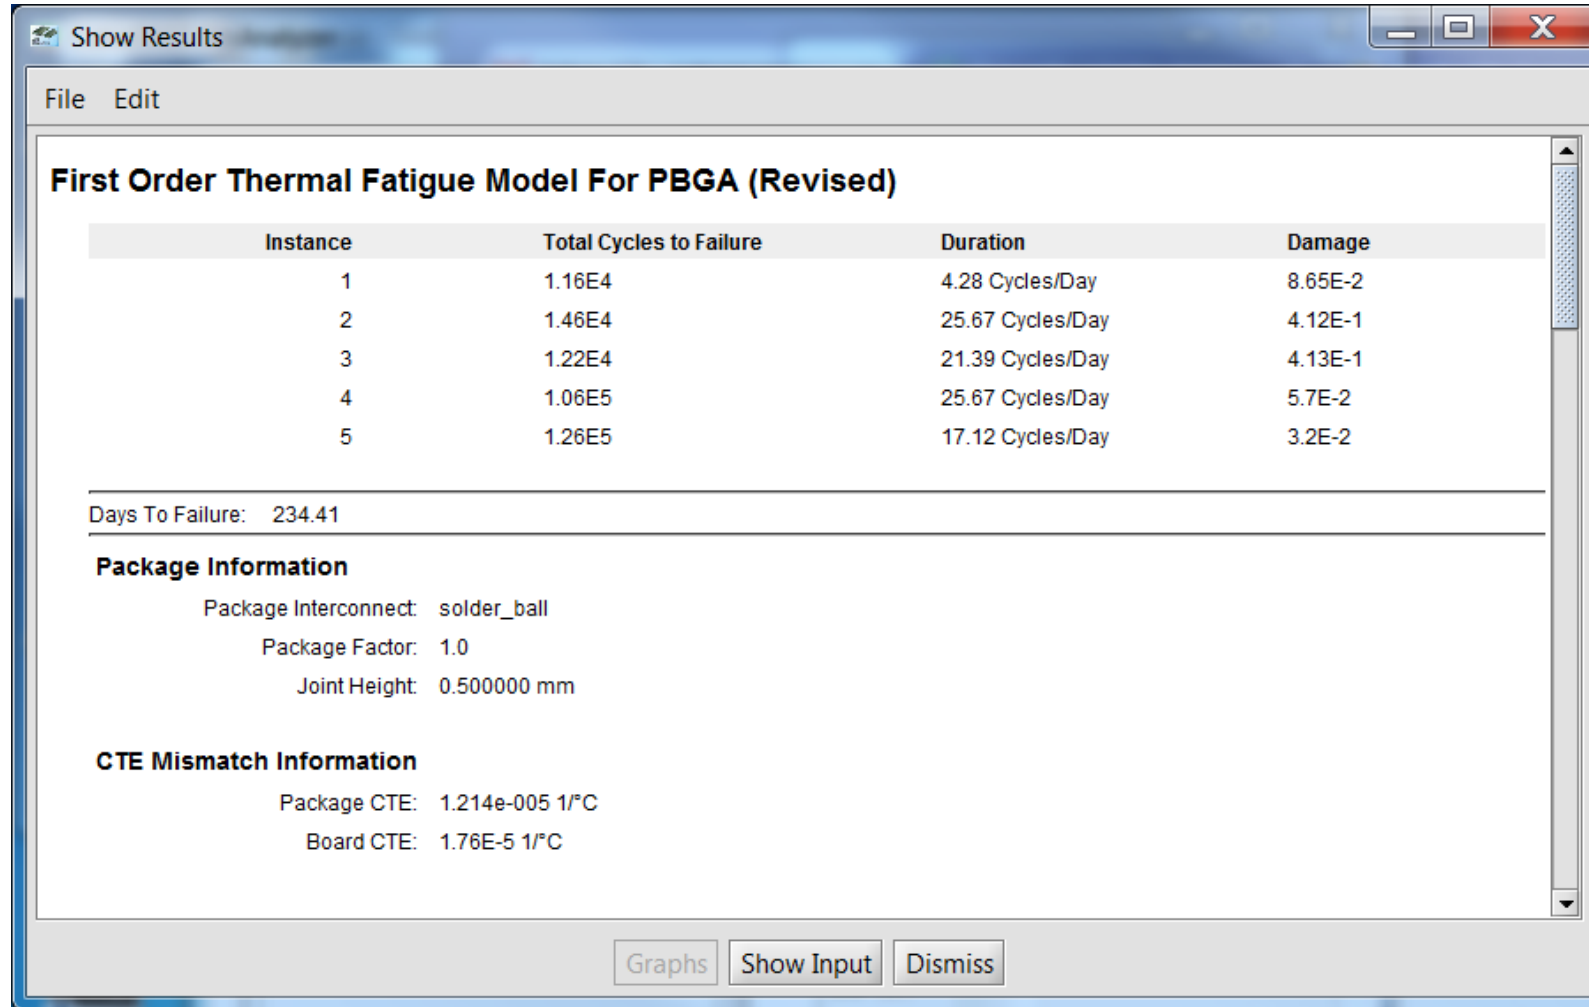 Show Results
File Edit
First Order Thermal Fatigue Model For PBGA (Revised)
Instance Total Cycles to Failure Duration Damage
1 1.16E4 4.28 Cycles/Day 8.65E-2
2 1.46E4 25.67 Cycles/Day 4.12E-1
3 1.22E4 21.39 Cycles/Day 4.13E-1
4 1.06E5 25.67 Cycles/Day 5.7E-2
5 1.26E5 17.12 Cycles/Day 3.2E-2
Days To Failure: 234.41
Package Information
Package Interconnect: solder_ball
Package Factor: 1.0
Joint Height: 0.500000 mm
CTE Mismatch Information
Package CTE: 1.214e-005 1/°C
Board CTE: 1.76E-5 1/°C
Graphs Show Input Dismiss